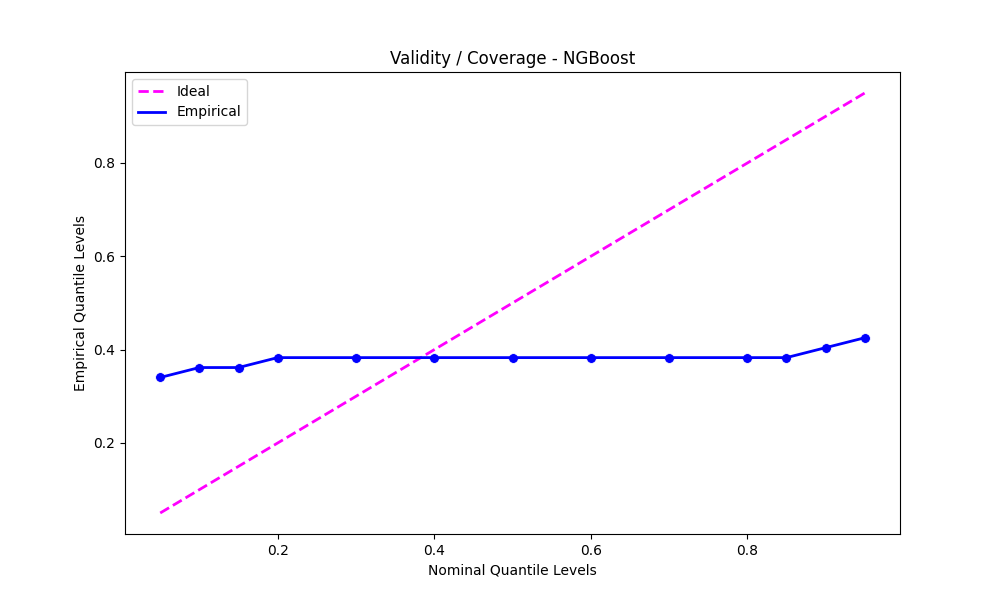 Validity / Coverage - NGBoost
Ideal
Empirical
0.8
0.6
0.4
0.2
Empirical Quantile Levels
0.2
0.4
0.6
0.8
Nominal Quantile Levels